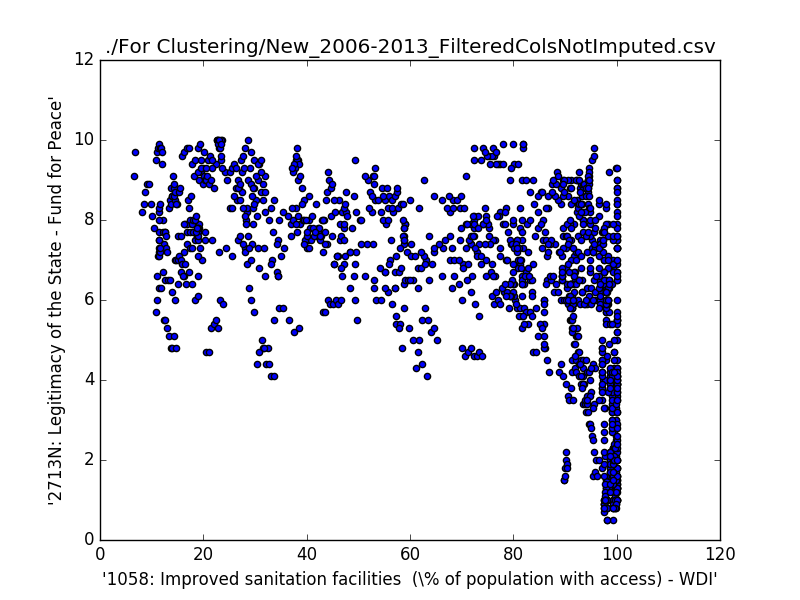 ./For Clustering/New_2006-2013_FilteredColsNotImputed.csv
'2713N: Legitimacy of the State - Fund for Peace'
12
10
8
6
4
2
0
0 20 40 60 80 100 120
'1058: Improved sanitation facilities (\% of population with access) - WDI'